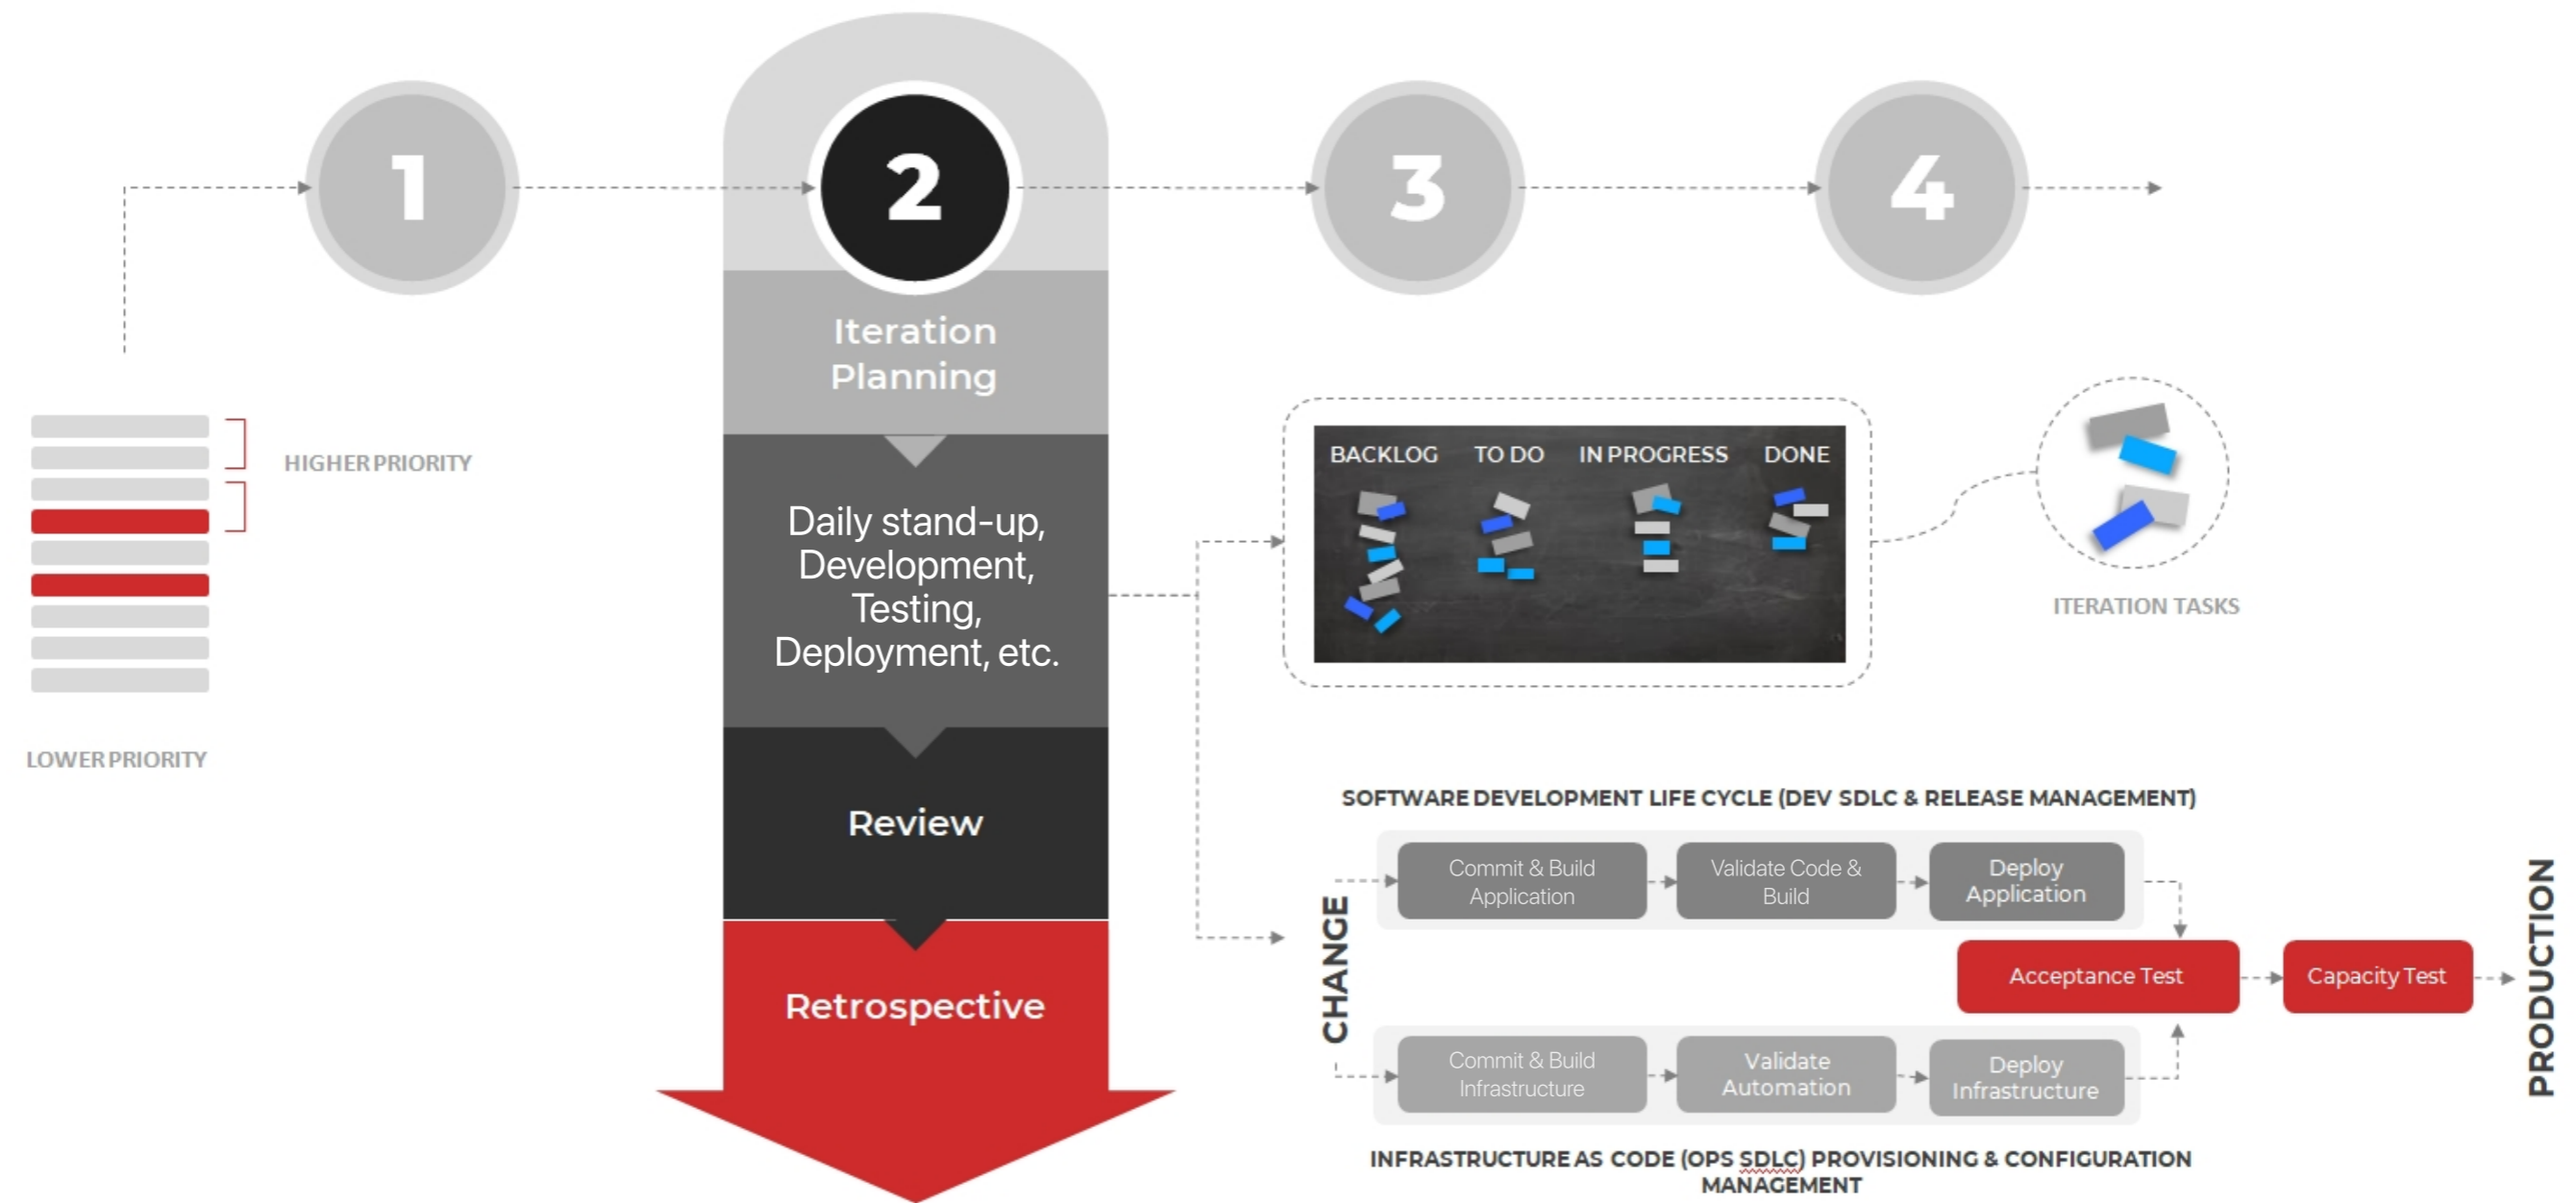 1
2
3
4
Iteration
Planning
HIGHER PRIORITY
LOWER PRIORITY
Daily stand-up,
Development,
Testing,
Deployment, etc.
Review
Retrospective
BACKLOG
TO DO
IN PROGRESS
DONE
ITERATION TASKS
SOFTWARE DEVELOPMENT LIFE CYCLE (DEV SDLC & RELEASE MANAGEMENT)
CHANGE
Commit & Build
Application
Validate Code &
Build
Deploy
Application
Acceptance Test
Capacity Test
PRODUCTION
Commit & Build
Infrastructure
Validate
Automation
Deploy
Infrastructure
INFRASTRUCTURE AS CODE (OPS SDLC) PROVISIONING & CONFIGURATION
MANAGEMENT